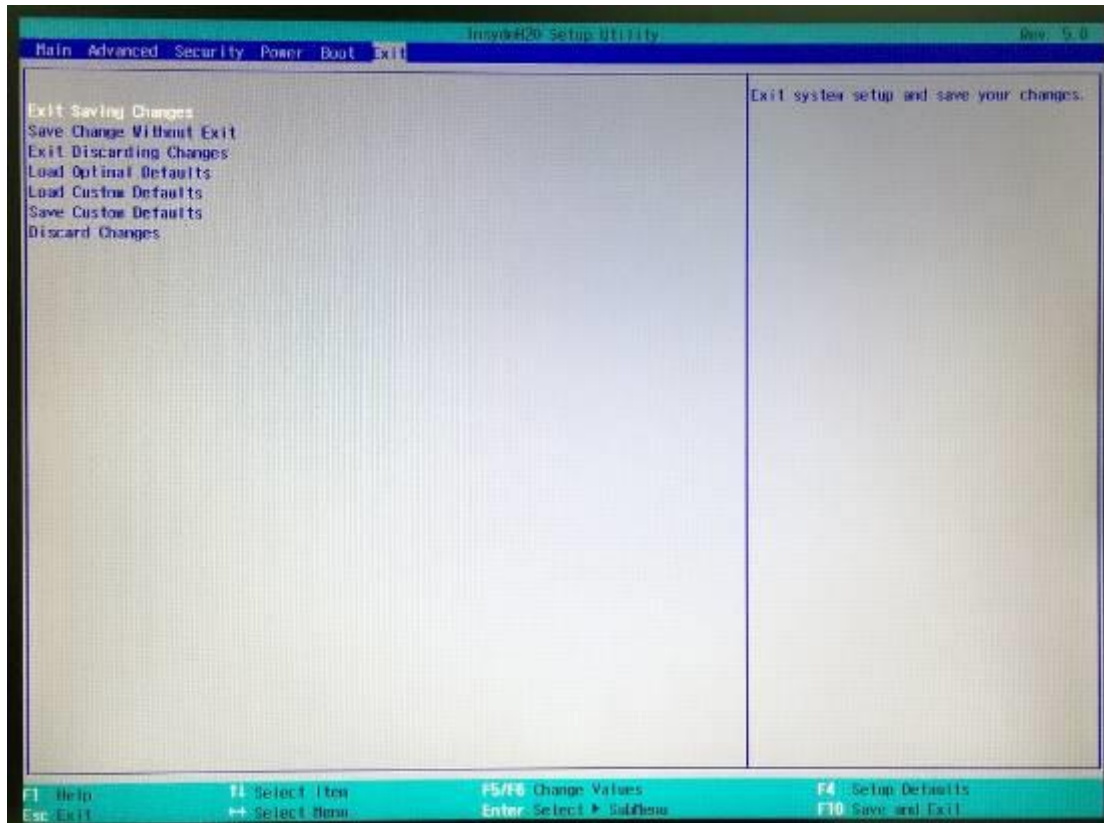 InsydeH20 Setup Utility Rev. 5.0
Main Advanced Security Power Boot Exit
Exit Saving Changes
Save Change Without Exit
Exit Discarding Changes
Load Optimal Defaults
Load Custom Defaults
Save Custom Defaults
Discard Changes
Exit system setup and save your changes.
F1 Help ↑↓ Select Item F5/F6 Change Values F4 Setup Defaults
Esc Exit ↔ Select Menu Enter Select ▶ SubMenu F10 Save and Exit